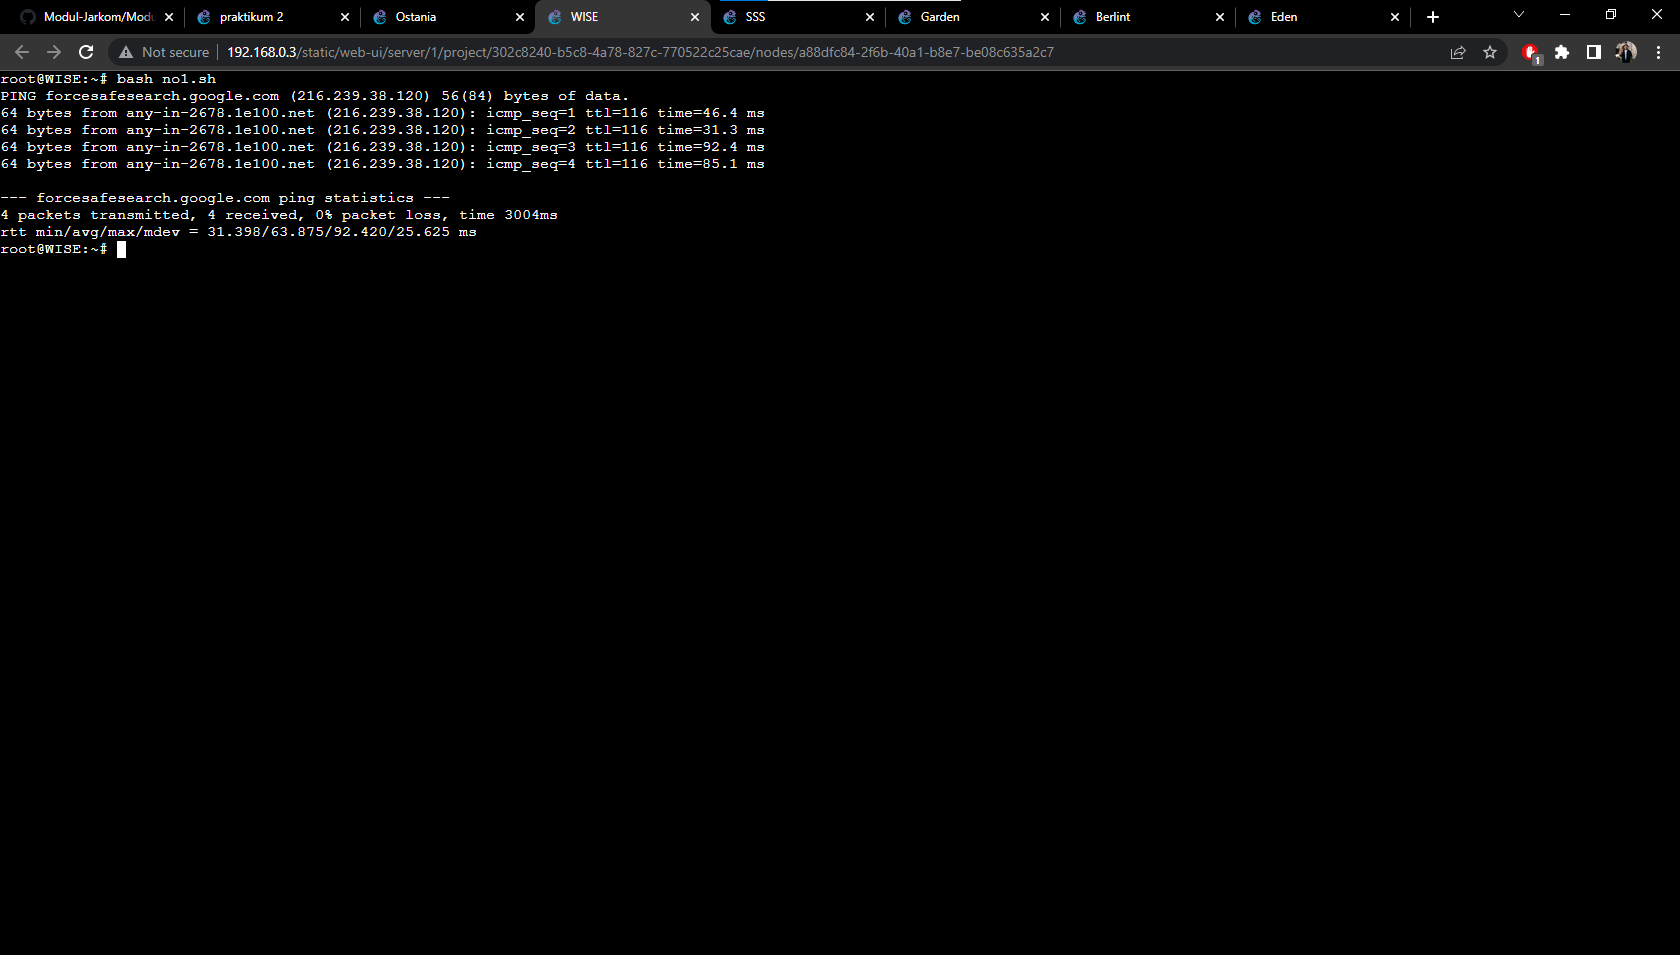 Modul-Jarkom/Modu
praktikum 2
Ostania
WISE
SSS
Garden
Berlint
Eden
Not secure
192.168.0.3/static/web-ui/server/1/project/302c8240-b5c8-4a78-827c-770522c25cae/nodes/a88dfc84-2f6b-40a1-b8e7-be08c635a2c7
1
root@WISE:~# bash no1.sh
PING forcesafesearch.google.com (216.239.38.120) 56(84) bytes of data.
64 bytes from any-in-2678.1e100.net (216.239.38.120): icmp_seq=1 ttl=116 time=46.4 ms
64 bytes from any-in-2678.1e100.net (216.239.38.120): icmp_seq=2 ttl=116 time=31.3 ms
64 bytes from any-in-2678.1e100.net (216.239.38.120): icmp_seq=3 ttl=116 time=92.4 ms
64 bytes from any-in-2678.1e100.net (216.239.38.120): icmp_seq=4 ttl=116 time=85.1 ms
--- forcesafesearch.google.com ping statistics ---
4 packets transmitted, 4 received, 0% packet loss, time 3004ms
rtt min/avg/max/mdev = 31.398/63.875/92.420/25.625 ms
root@WISE:~#